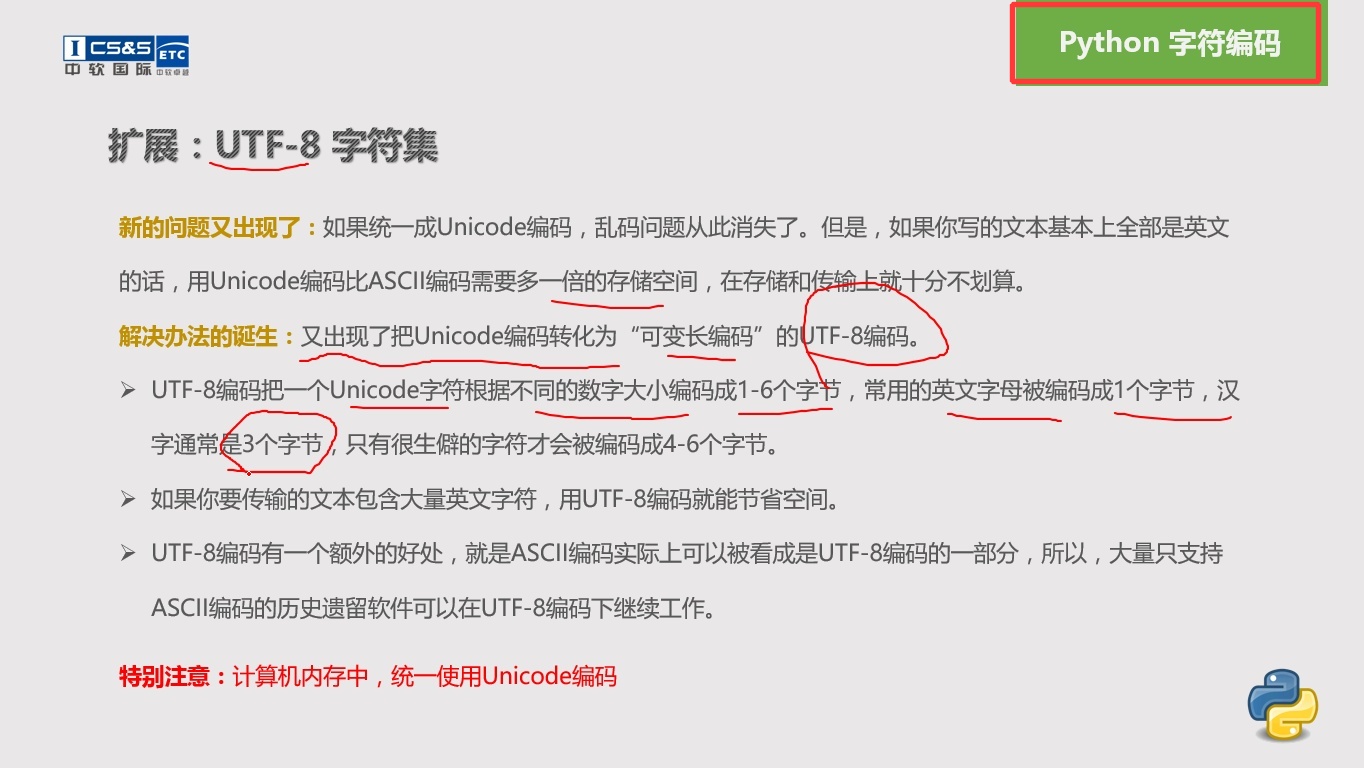 CS&S ETC
中软国际 中软卓越
Python 字符编码
扩展：UTF-8 字符集
新的问题又出现了：如果统一成Unicode编码，乱码问题从此消失了。但是，如果你写的文本基本上全部是英文
的话，用Unicode编码比ASCII编码需要多一倍的存储空间，在存储和传输上就十分不划算。
解决办法的诞生：又出现了把Unicode编码转化为“可变长编码”的UTF-8编码。
➢ UTF-8编码把一个Unicode字符根据不同的数字大小编码成1-6个字节，常用的英文字母被编码成1个字节，汉
字通常是3个字节，只有很生僻的字符才会被编码成4-6个字节。
➢ 如果你要传输的文本包含大量英文字符，用UTF-8编码就能节省空间。
➢ UTF-8编码有一个额外的好处，就是ASCII编码实际上可以被看成是UTF-8编码的一部分，所以，大量只支持
ASCII编码的历史遗留软件可以在UTF-8编码下继续工作。
特别注意：计算机内存中，统一使用Unicode编码